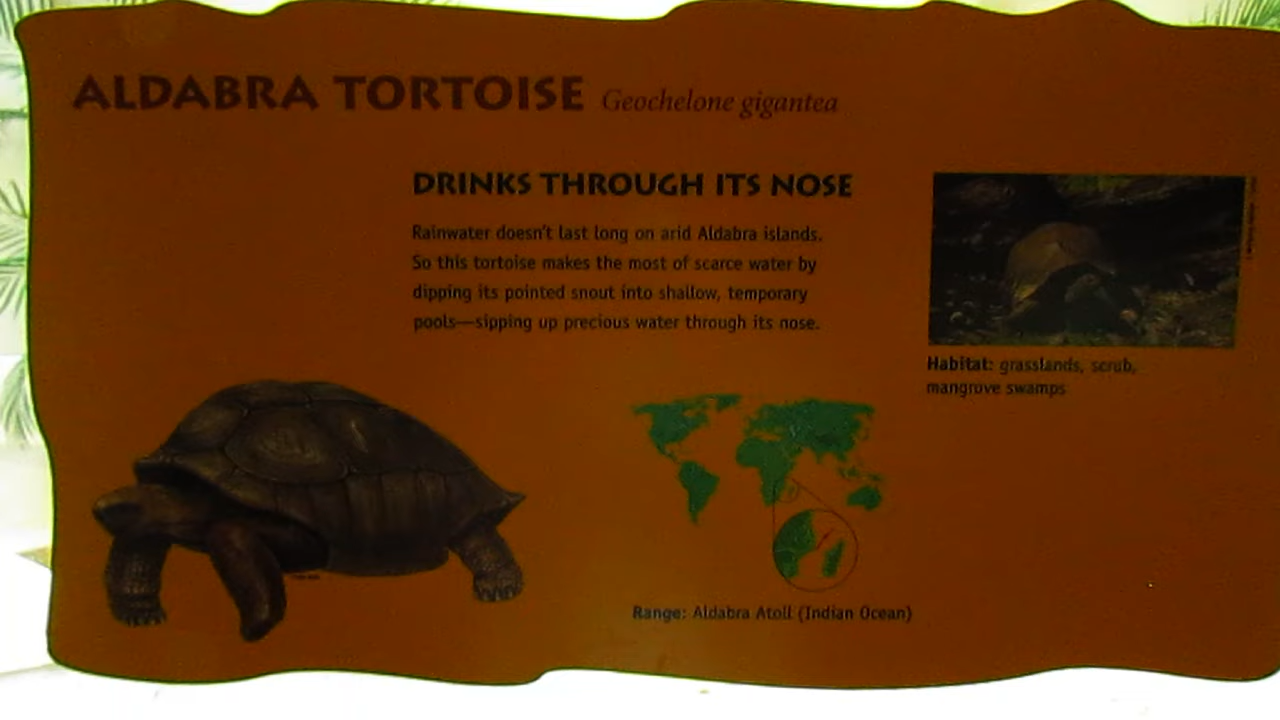 ALDABRA TORTOISE Geochelone gigantea
DRINKS THROUGH ITS NOSE
Rainwater doesn't last long on arid Aldabra islands.
So this tortoise makes the most of scarce water by
dipping its pointed snout into shallow, temporary
pools—sipping up precious water through its nose.
Habitat: grasslands, scrub,
mangrove swamps
Range: Aldabra Atoll (Indian Ocean)